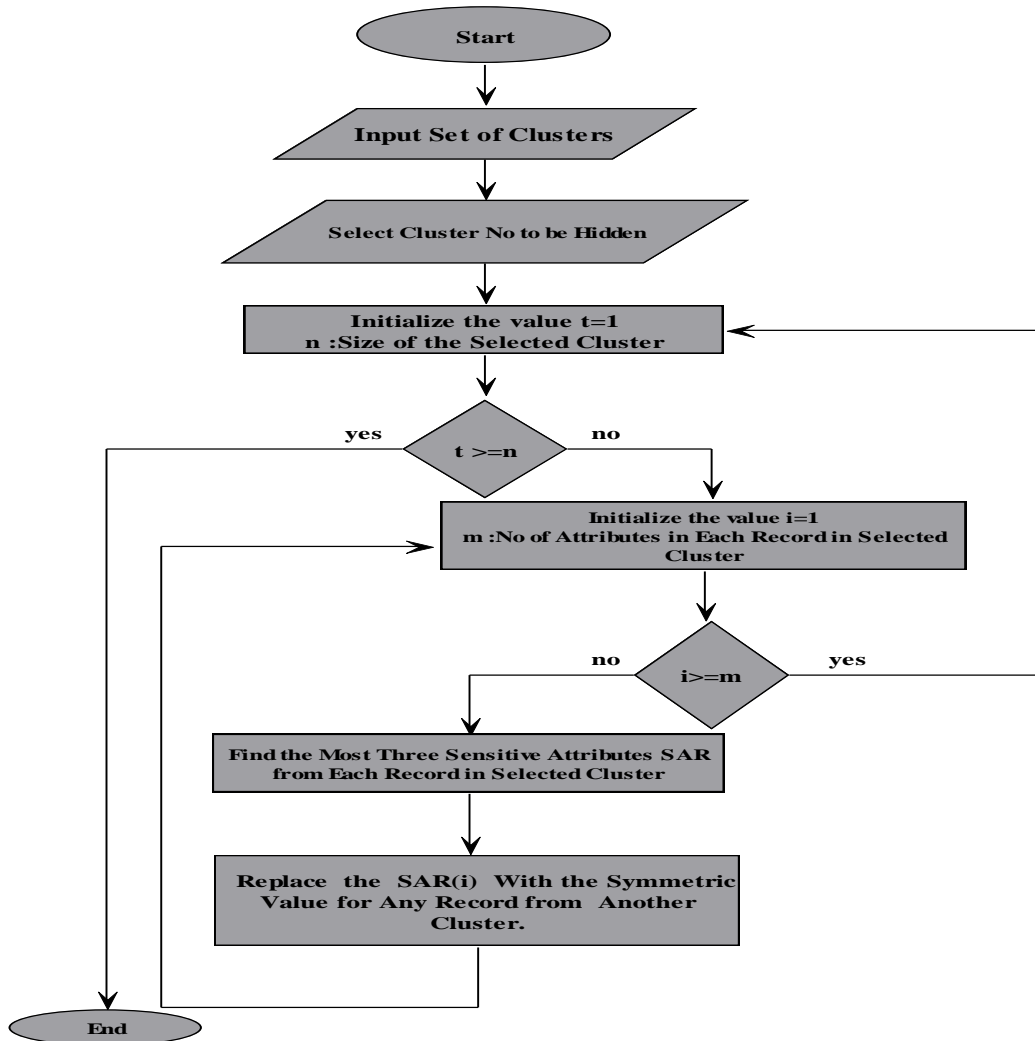 Start
Input Set of Clusters
Select Cluster No to be Hidden
Initialize the value t=1
n :Size of the Selected Cluster
yes
no
t >=n
Initialize the value i=1
m :No of Attributes in Each Record in Selected
Cluster
no
yes
i>=m
Find the Most Three Sensitive Attributes SAR
from Each Record in Selected Cluster
Replace the SAR(i) With the Symmetric
Value for Any Record from Another
Cluster.
End